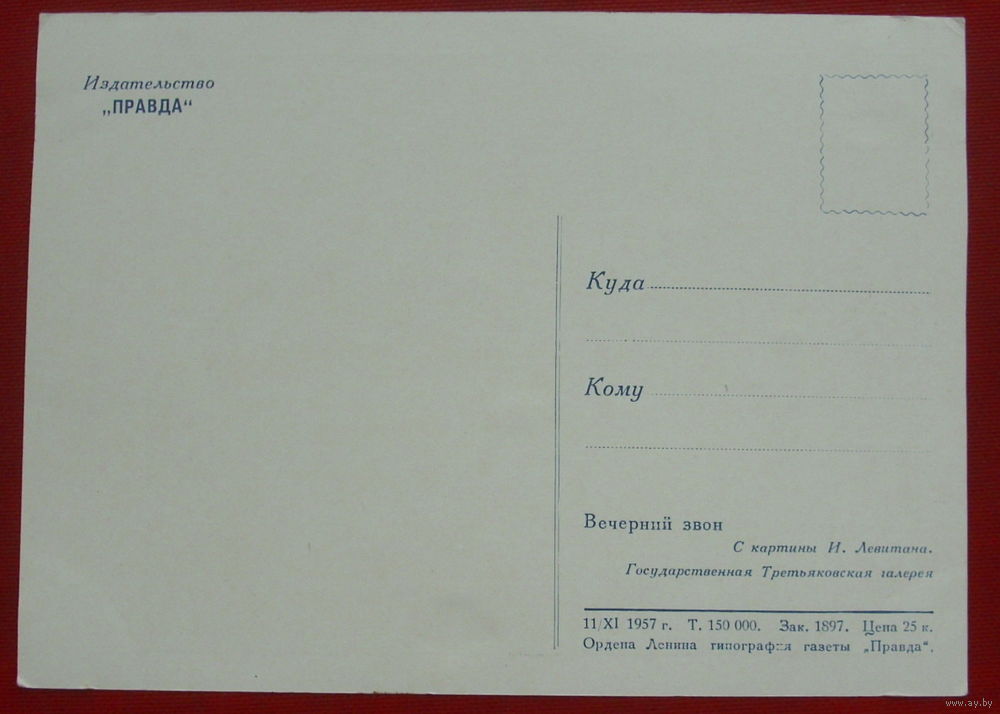 Издательство
„ПРАВДА“
Куда
Кому
Вечерний звон
С картины И. Левитана.
Государственная Третьяковская галерея
11/XI 1957 г. Т. 150 000. Зак. 1897. Цена 25 к.
Ордена Ленина типография газеты „Правда“.
www.ay.by